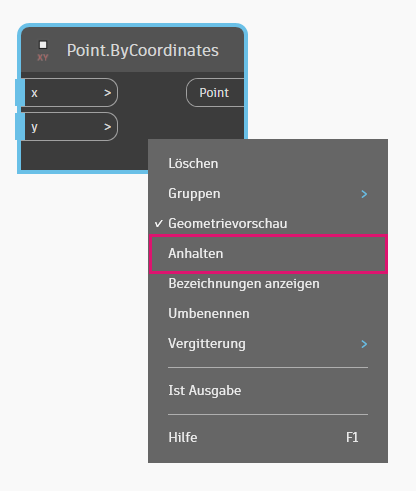 XY
Point.ByCoordinates
x >
Point
y >
Löschen
Gruppen >
✓ Geometrievorschau
Anhalten
Bezeichnungen anzeigen
Umbenennen
Vergitterung >
Ist Ausgabe
Hilfe F1